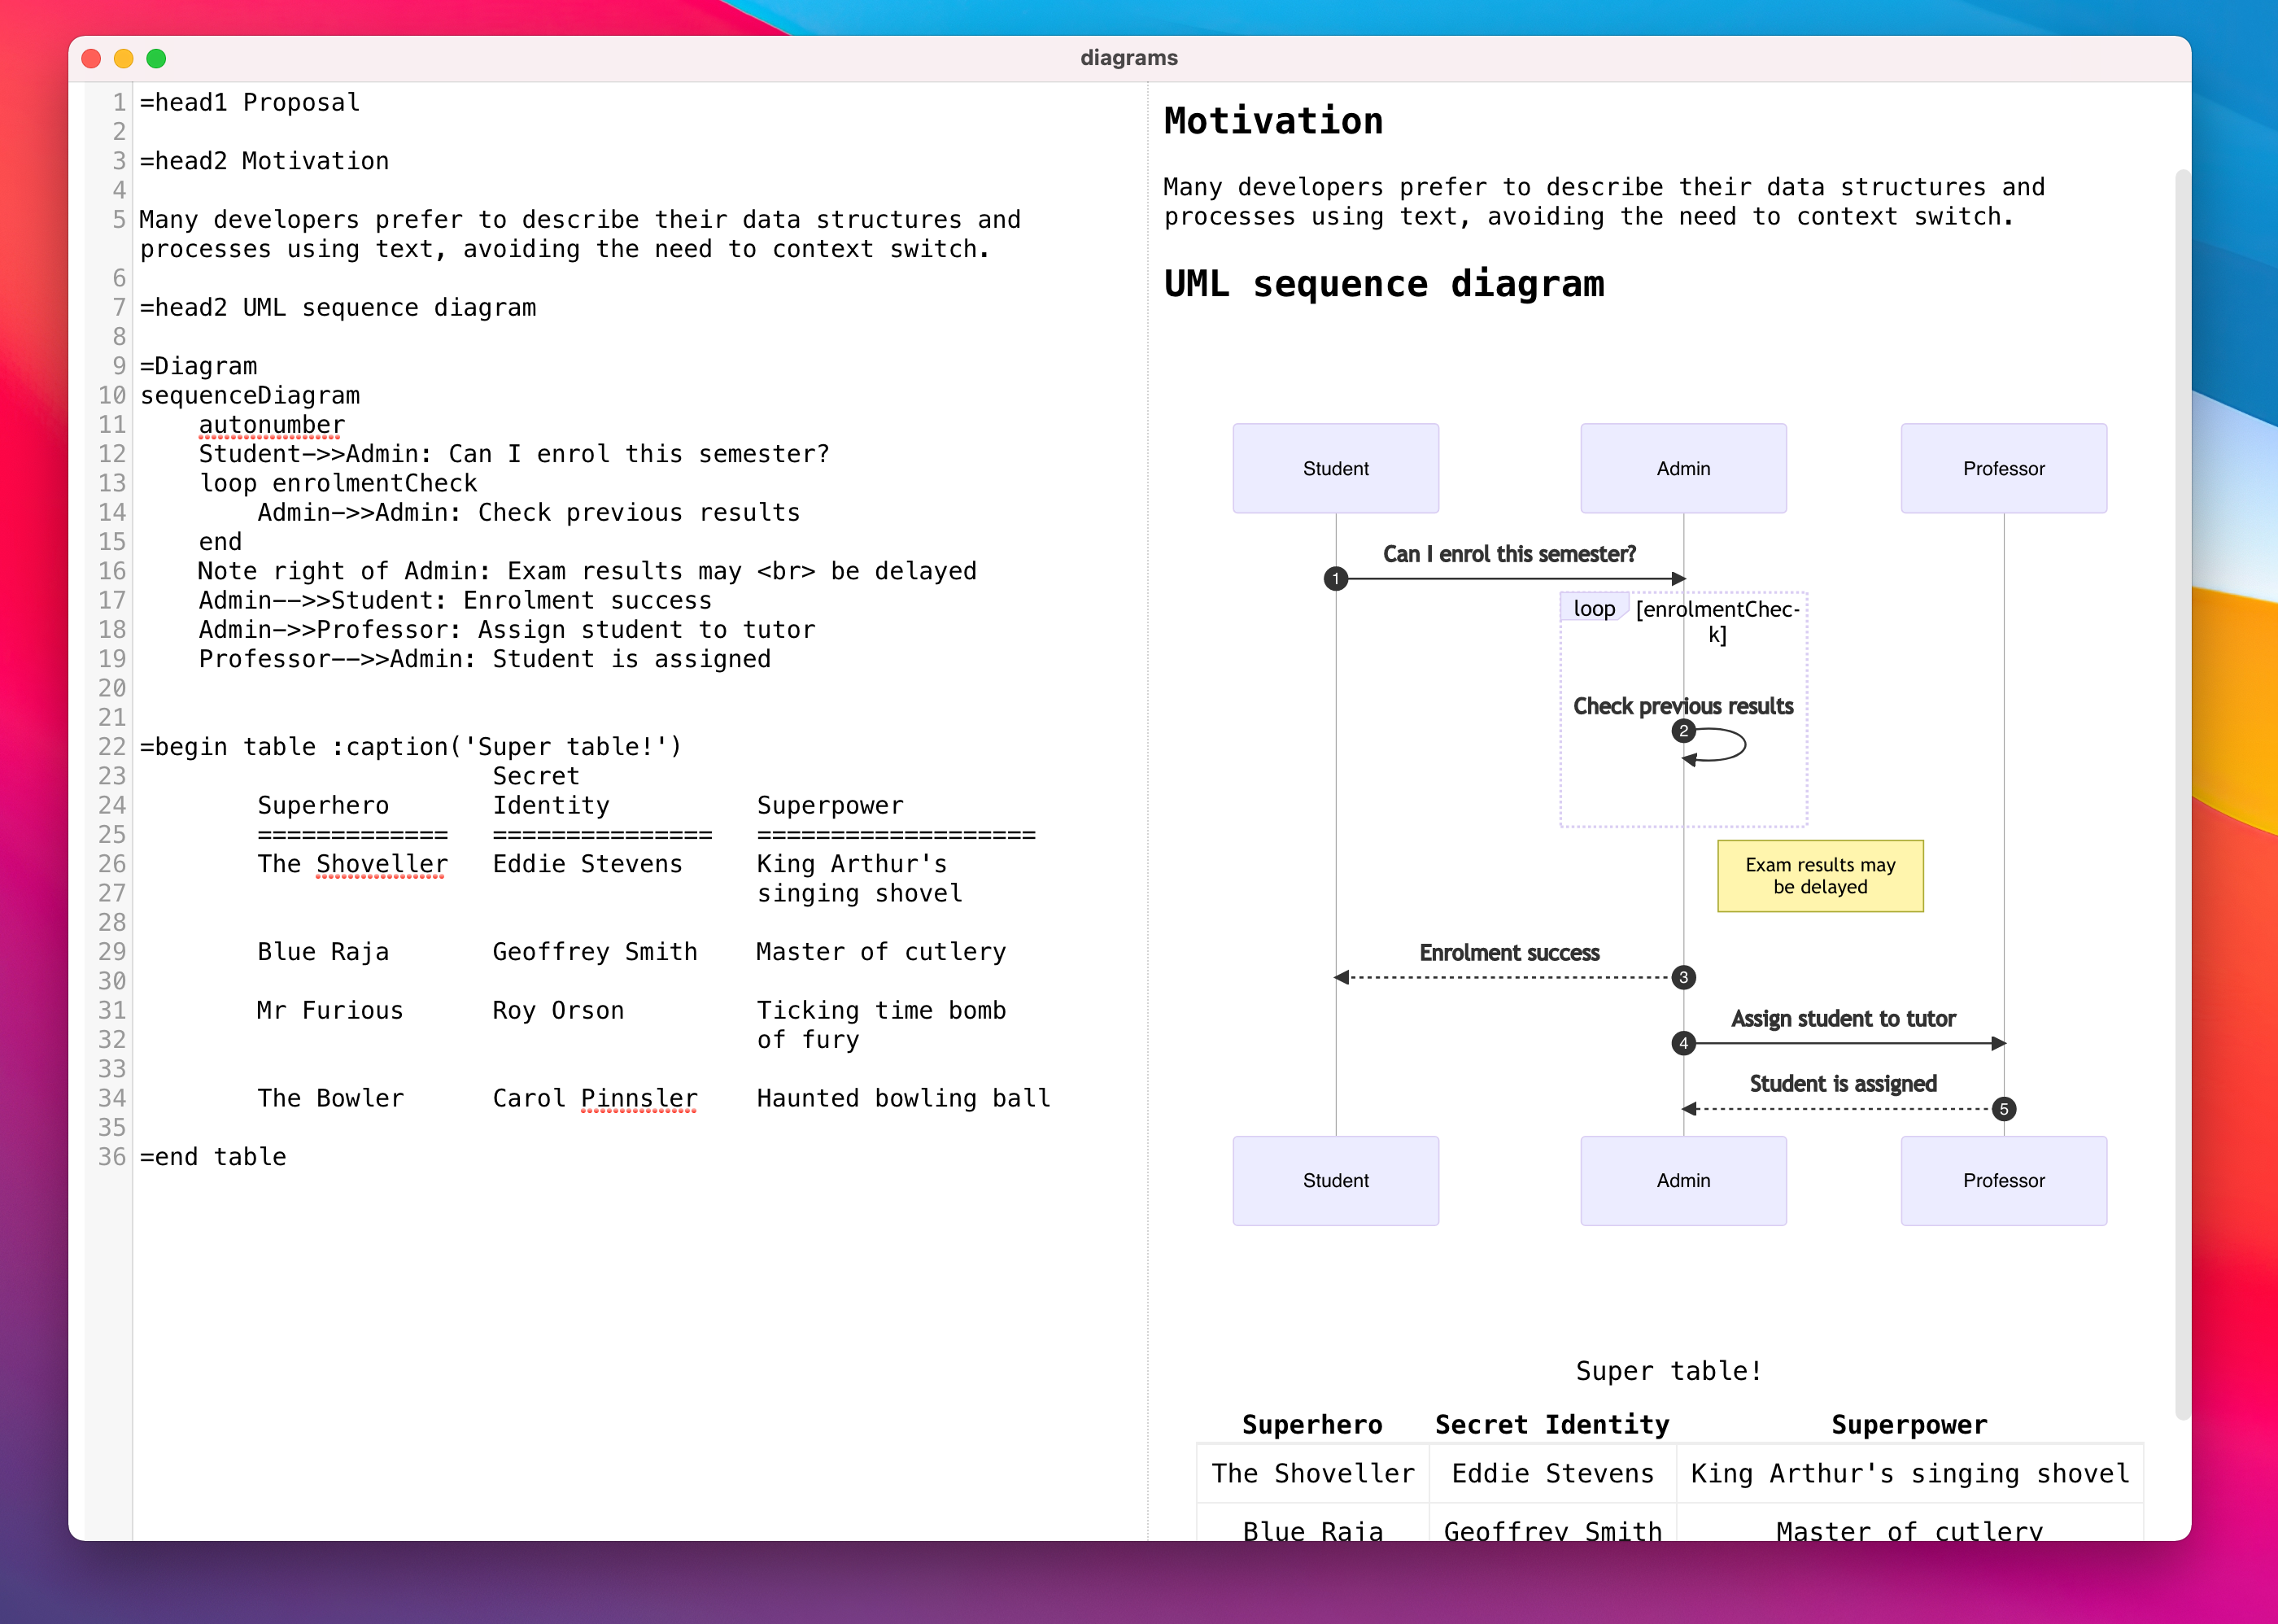 diagrams
1 =head1 Proposal
2
3 =head2 Motivation
4
5 Many developers prefer to describe their data structures and
processes using text, avoiding the need to context switch.
6
7 =head2 UML sequence diagram
8
9 =Diagram
10 sequenceDiagram
11     autonumber
12     Student->>Admin: Can I enrol this semester?
13     loop enrolmentCheck
14         Admin->>Admin: Check previous results
15     end
16     Note right of Admin: Exam results may <br> be delayed
17     Admin-->>Student: Enrolment success
18     Admin->>Professor: Assign student to tutor
19     Professor-->>Admin: Student is assigned
20
21
22 =begin table :caption('Super table!')
23                         Secret
24         Superhero       Identity          Superpower
25         =============   ===============   ===================
26         The Shoveller   Eddie Stevens     King Arthur's
27                                           singing shovel
28
29         Blue Raja       Geoffrey Smith    Master of cutlery
30
31         Mr Furious      Roy Orson         Ticking time bomb
32                                           of fury
33
34         The Bowler      Carol Pinnsler    Haunted bowling ball
35
36 =end table
Motivation
Many developers prefer to describe their data structures and
processes using text, avoiding the need to context switch.
UML sequence diagram
Student Admin Professor
Can I enrol this semester?
1
loop [enrolmentChec-
k]
Check previous results
2
Exam results may
be delayed
Enrolment success
3
Assign student to tutor
4
Student is assigned
5
Student Admin Professor
Super table!
Superhero Secret Identity Superpower
The Shoveller Eddie Stevens King Arthur's singing shovel
Blue Raja Geoffrey Smith Master of cutlery